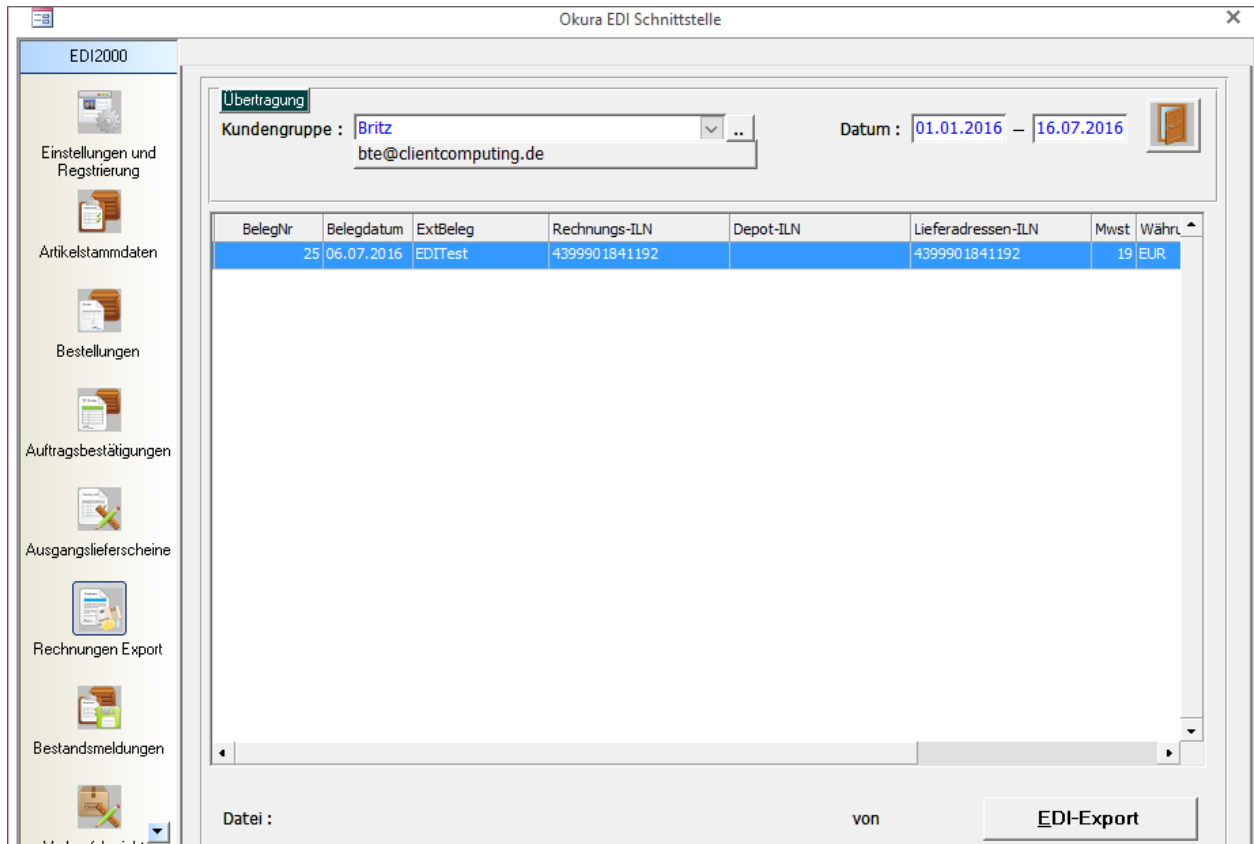 Okura EDI Schnittstelle
EDI2000
Einstellungen und
Regstrierung
Artikelstammdaten
Bestellungen
Auftragsbestätigungen
Ausgangslieferscheine
Rechnungen Export
Bestandsmeldungen
Übertragung
Kundengruppe : Britz .. Datum : 01.01.2016 – 16.07.2016
bte@clientcomputing.de
BelegNr Belegdatum ExtBeleg Rechnungs-ILN Depot-ILN Lieferadressen-ILN Mwst Währu
25 06.07.2016 EDITest 4399901841192 4399901841192 19 EUR
Datei : von EDI-Export